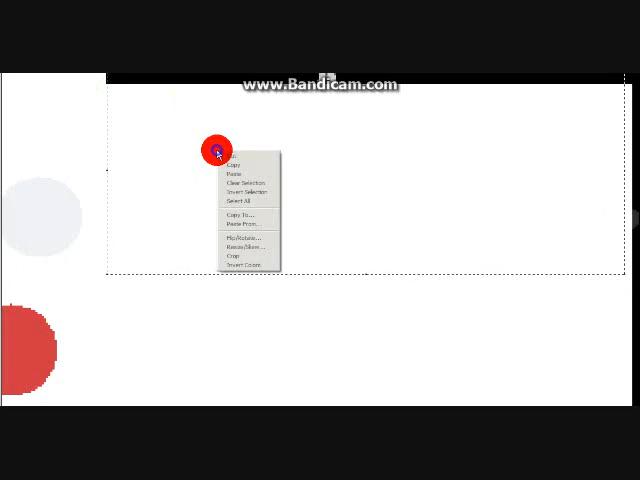 www.Bandicam.com
Cut
Copy
Paste
Clear Selection
Invert Selection
Select All
Copy To...
Paste From...
Flip/Rotate...
Resize/Skew...
Crop
Invert Colors